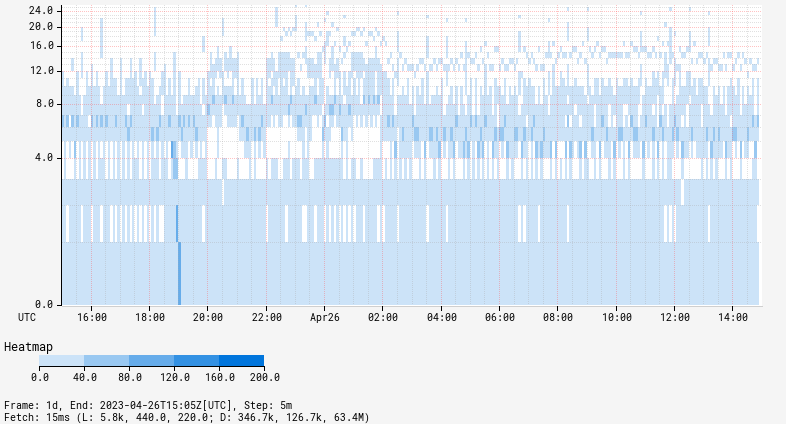 24.0
20.0
16.0
12.0
8.0
4.0
0.0
UTC 16:00 18:00 20:00 22:00 Apr26 02:00 04:00 06:00 08:00 10:00 12:00 14:00
Heatmap
0.0 40.0 80.0 120.0 160.0 200.0
Frame: 1d, End: 2023-04-26T15:05Z[UTC], Step: 5m
Fetch: 15ms (L: 5.8k, 440.0, 220.0; D: 346.7k, 126.7k, 63.4M)